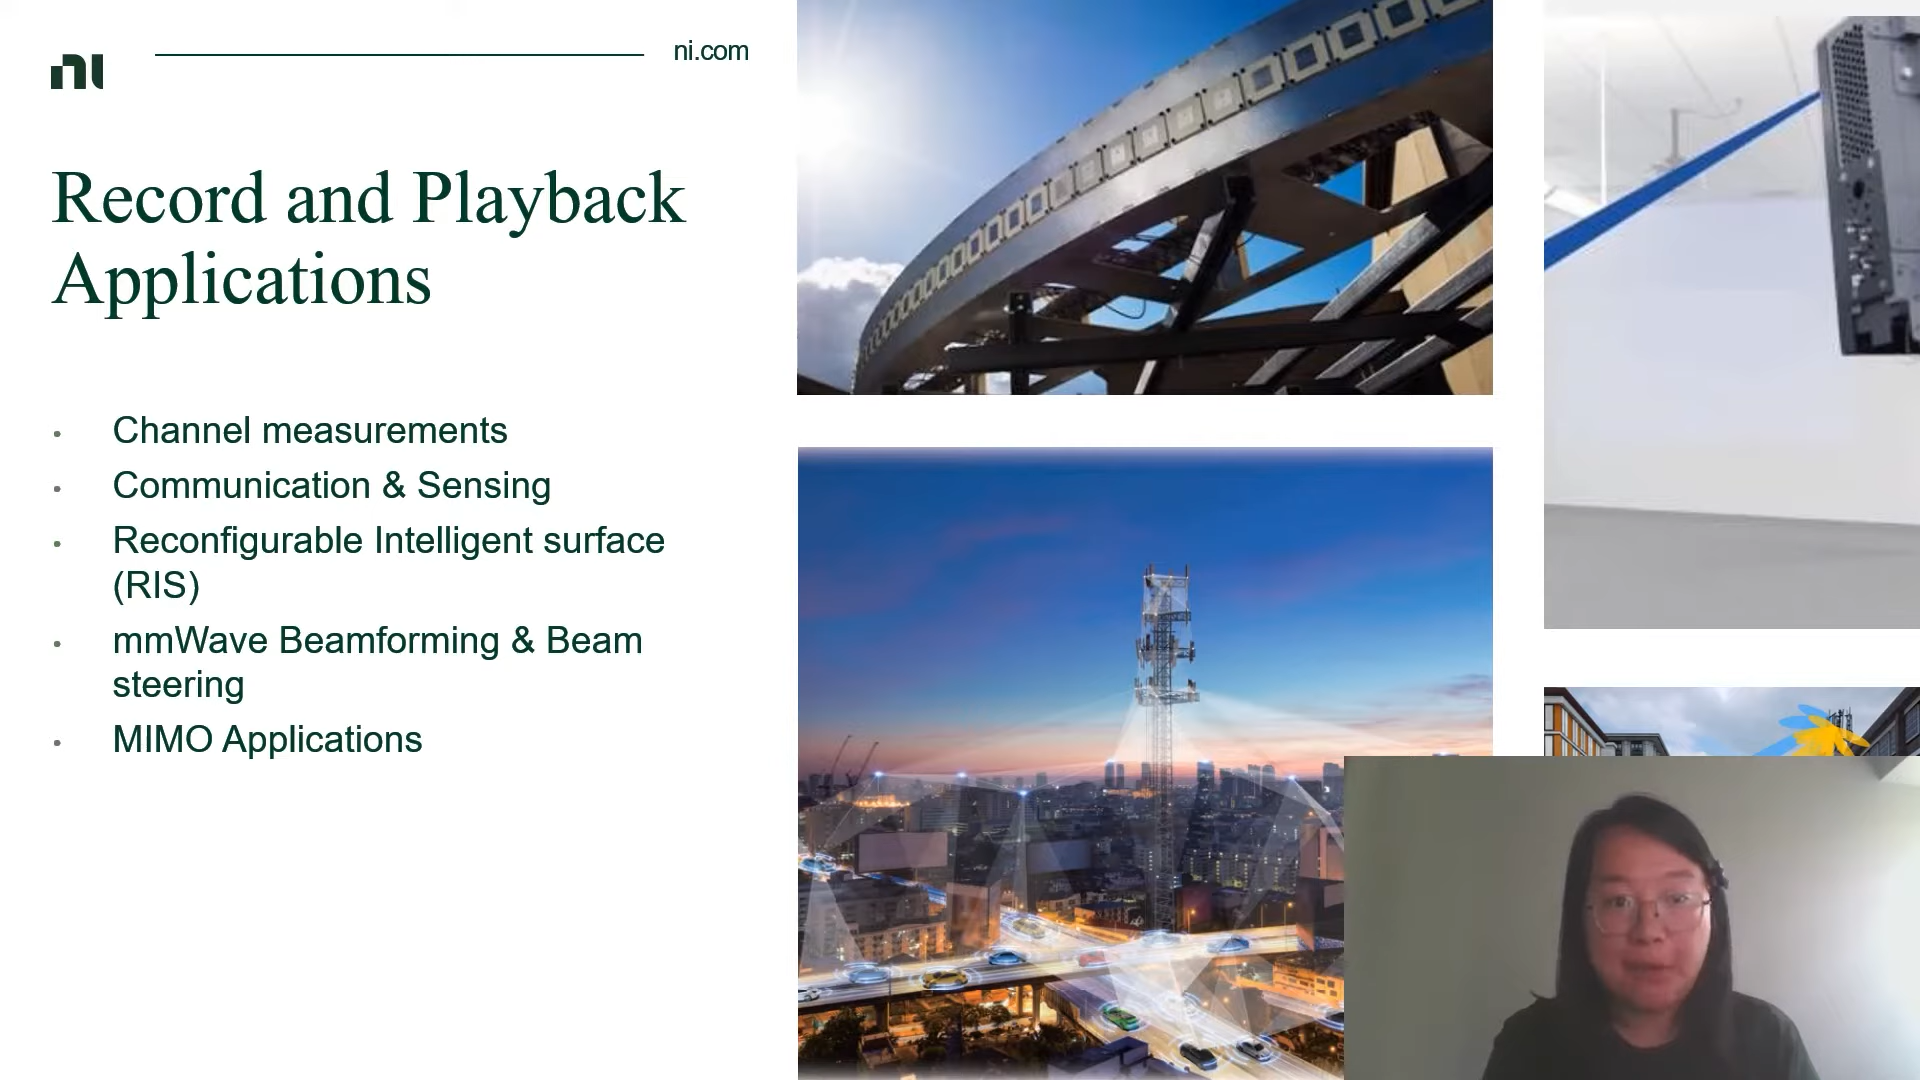 ni
ni.com
Record and Playback
Applications
• Channel measurements
• Communication & Sensing
• Reconfigurable Intelligent surface
(RIS)
• mmWave Beamforming & Beam
steering
• MIMO Applications